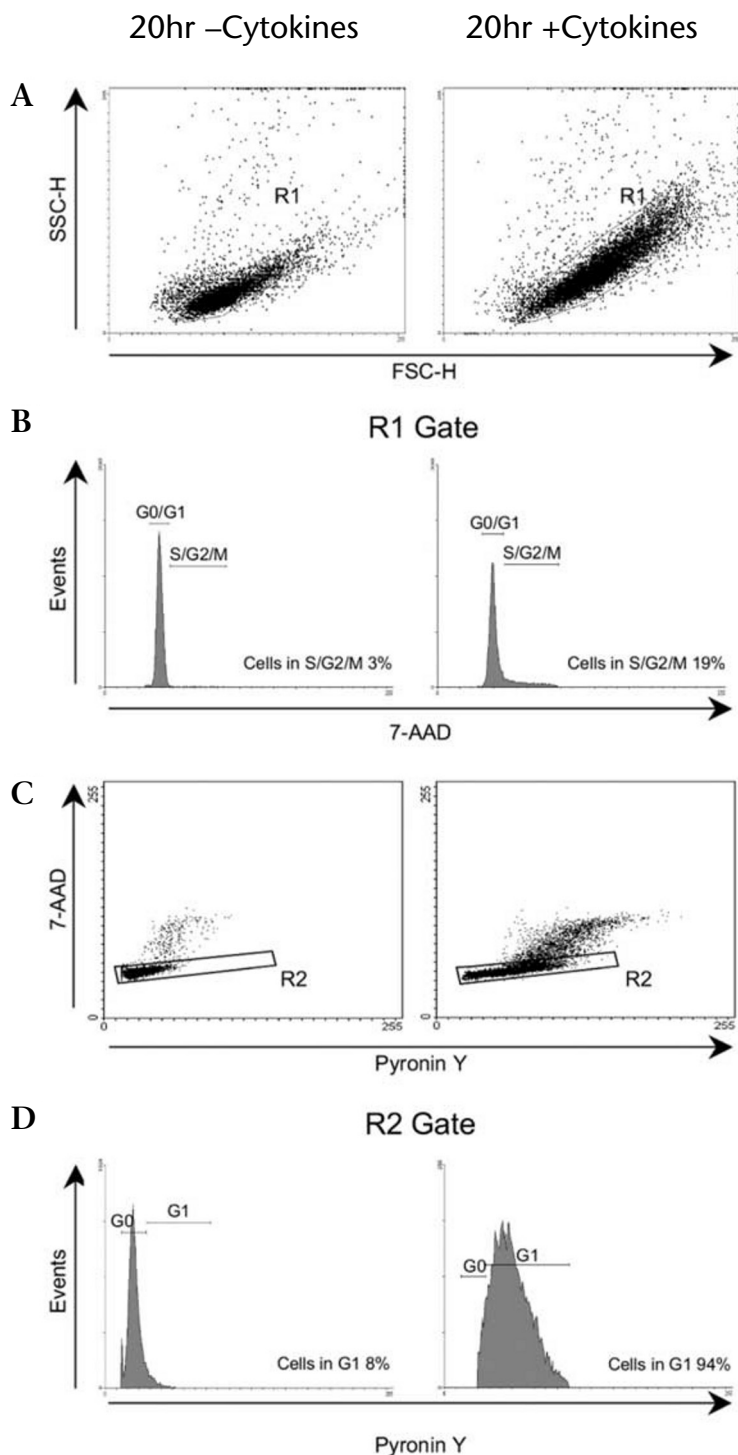 20hr –Cytokines 20hr +Cytokines
A
SSC-H
R1 R1
FSC-H
B R1 Gate
Events
G0/G1 G0/G1
S/G2/M S/G2/M
Cells in S/G2/M 3% Cells in S/G2/M 19%
7-AAD
C
7-AAD
255 255
R2 R2
0 0
0 255 0 255
Pyronin Y
D R2 Gate
Events
G0 G1 G0 G1
Cells in G1 8% Cells in G1 94%
Pyronin Y